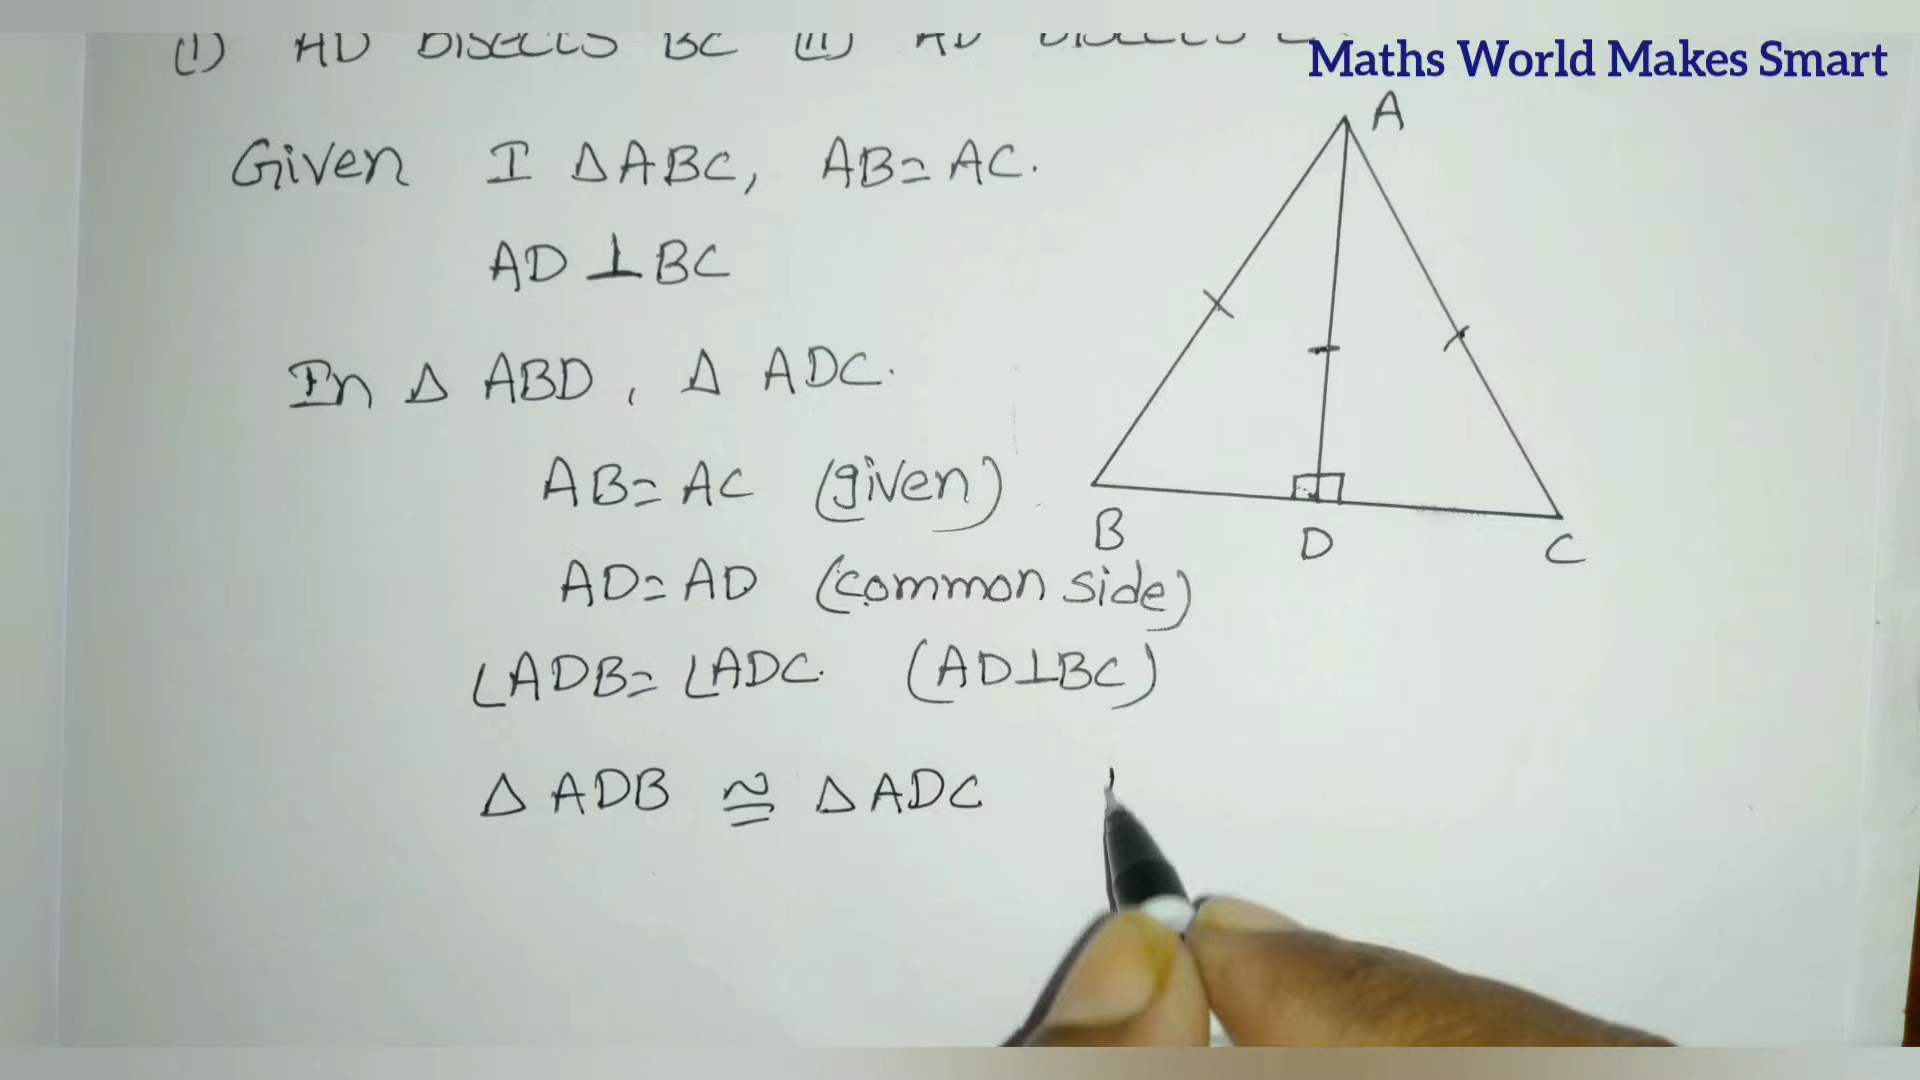 (i) AD Bisects BC (ii) AD
Maths World Makes Smart
Given I ΔABC, AB = AC.
AD ⊥ BC
In Δ ABD, Δ ADC.
AB = AC (given)
AD = AD (common side)
∠ADB = ∠ADC. (AD⊥BC)
Δ ADB ≅ Δ ADC
A
B
D
C